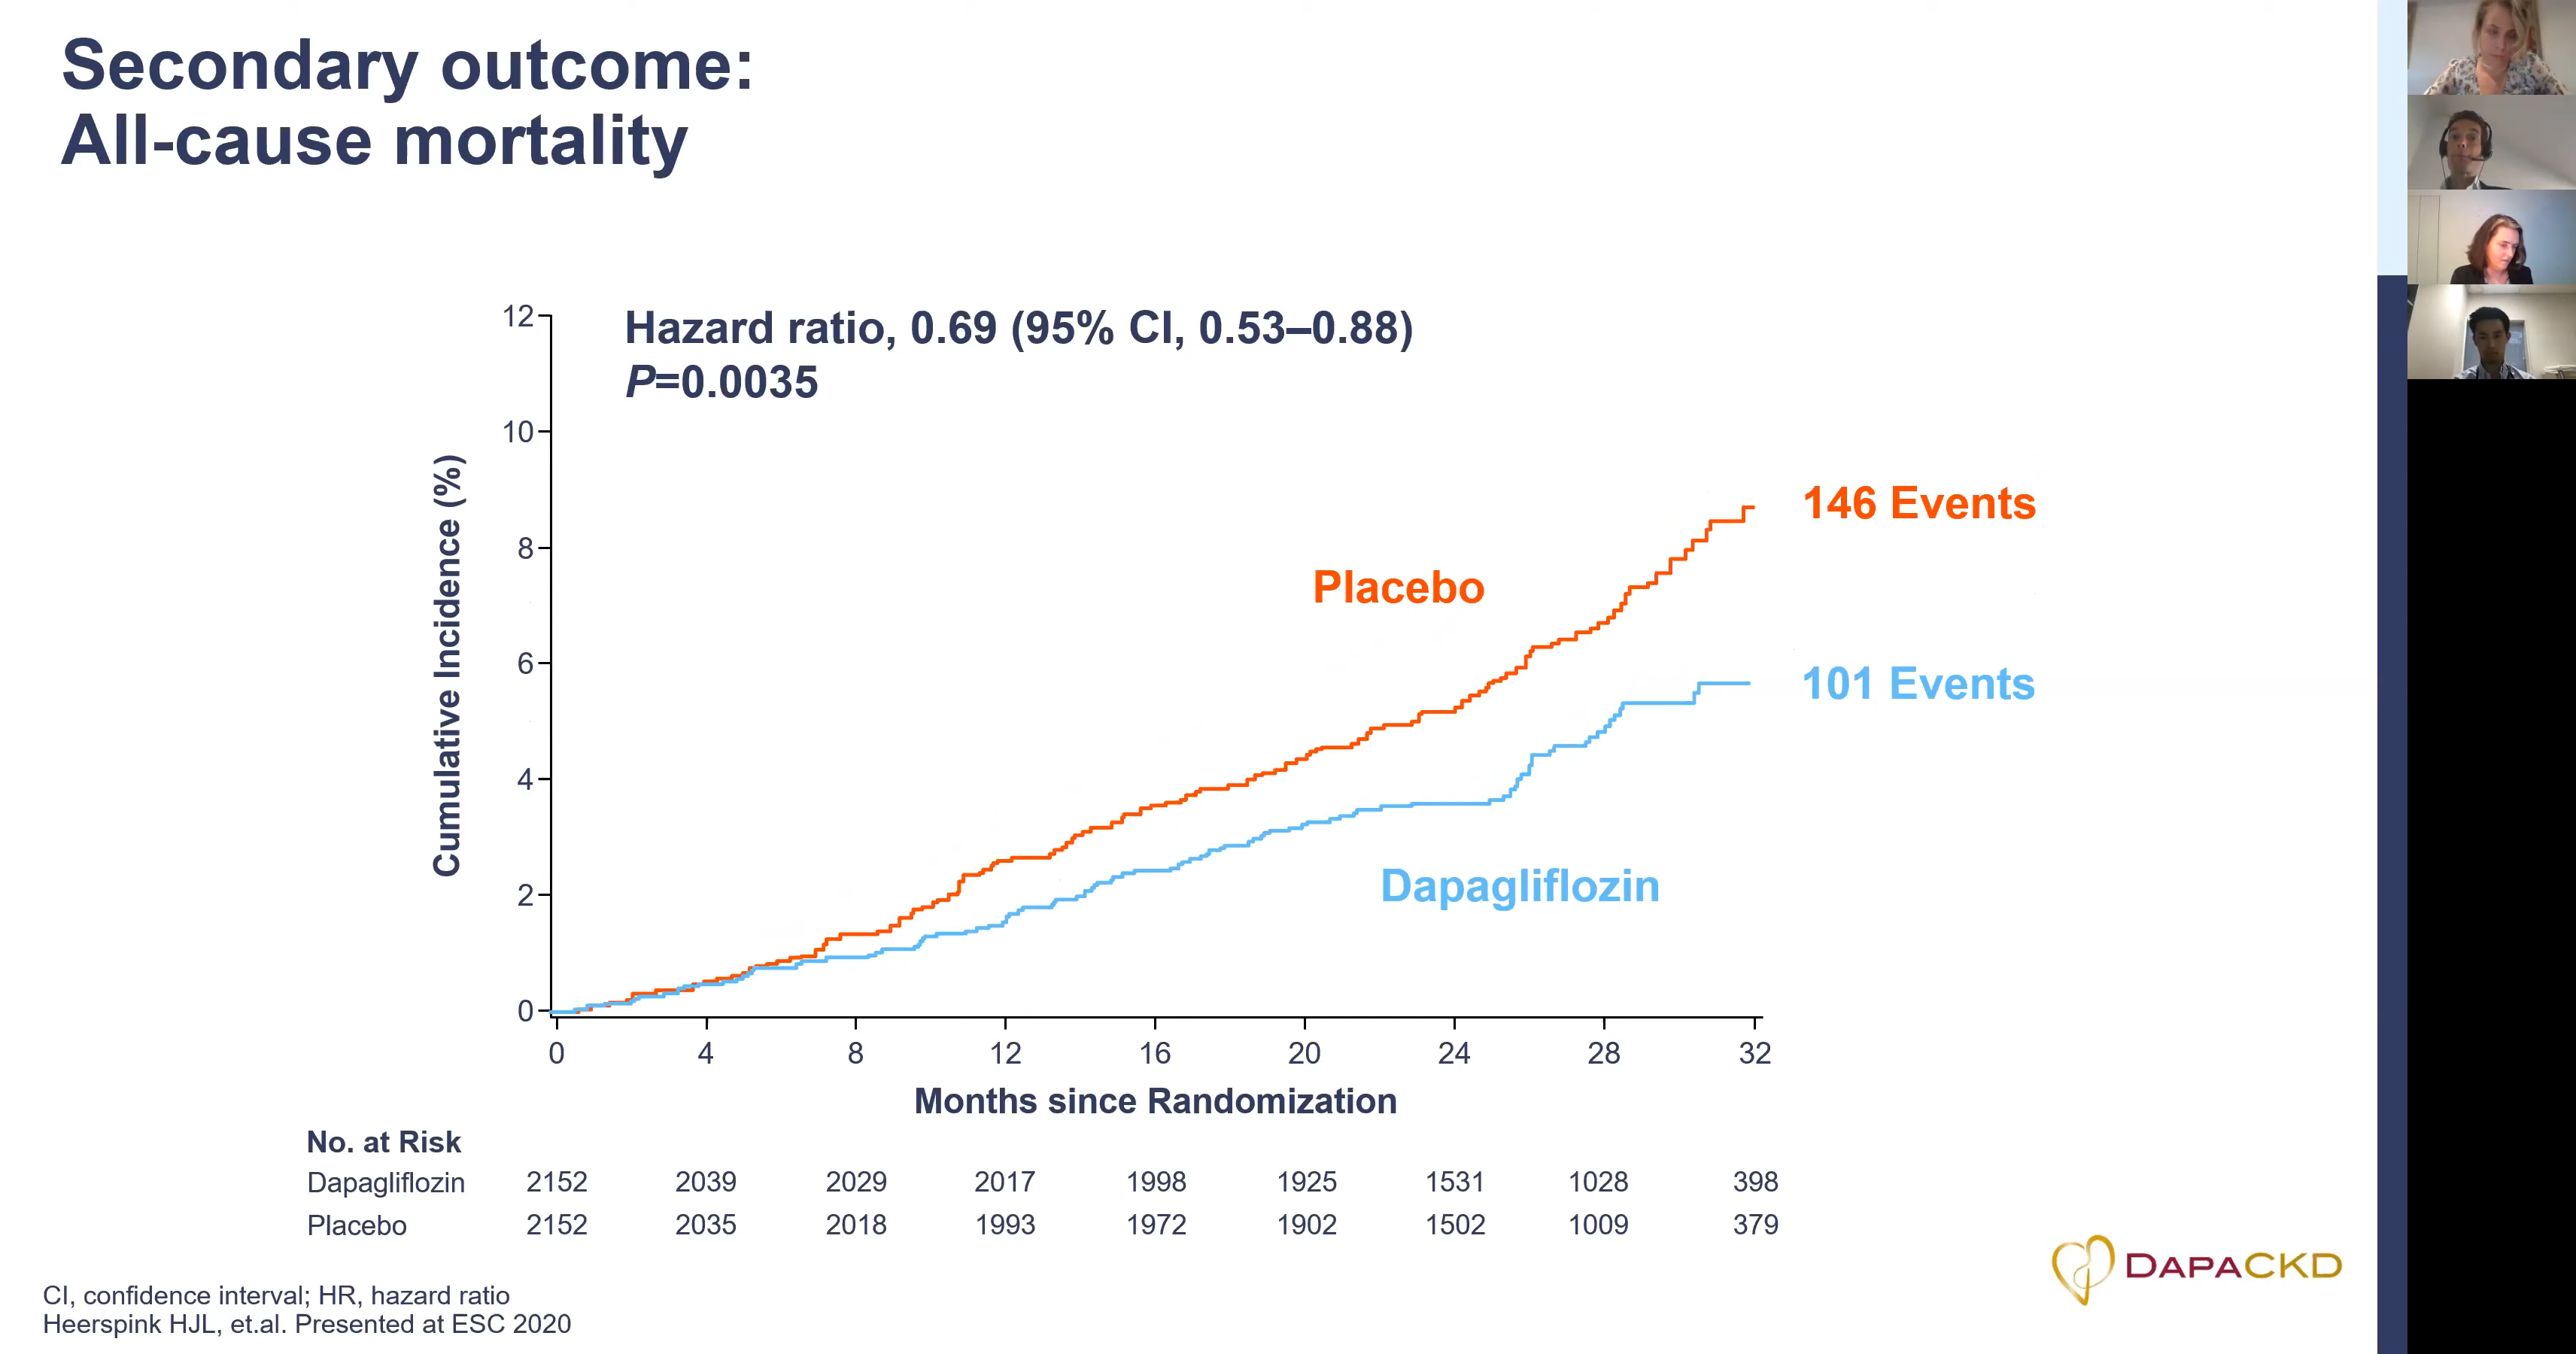 Secondary outcome:
All-cause mortality
Hazard ratio, 0.69 (95% CI, 0.53–0.88)
P=0.0035
Cumulative Incidence (%)
12
10
8
6
4
2
0
146 Events
Placebo
101 Events
Dapagliflozin
0 4 8 12 16 20 24 28 32
Months since Randomization
No. at Risk
Dapagliflozin 2152 2039 2029 2017 1998 1925 1531 1028 398
Placebo 2152 2035 2018 1993 1972 1902 1502 1009 379
CI, confidence interval; HR, hazard ratio
Heerspink HJL, et.al. Presented at ESC 2020
DAPACKD